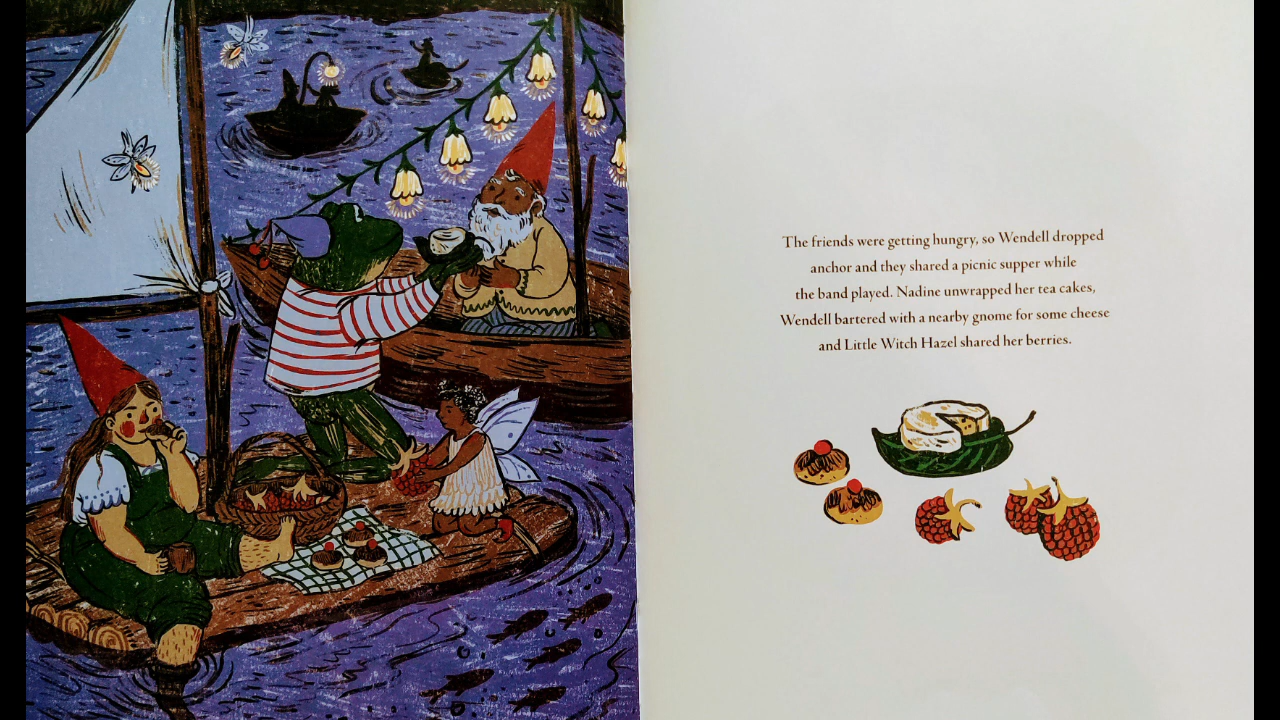 The friends were getting hungry, so Wendell dropped
anchor and they shared a picnic supper while
the band played. Nadine unwrapped her tea cakes,
Wendell bartered with a nearby gnome for some cheese
and Little Witch Hazel shared her berries.